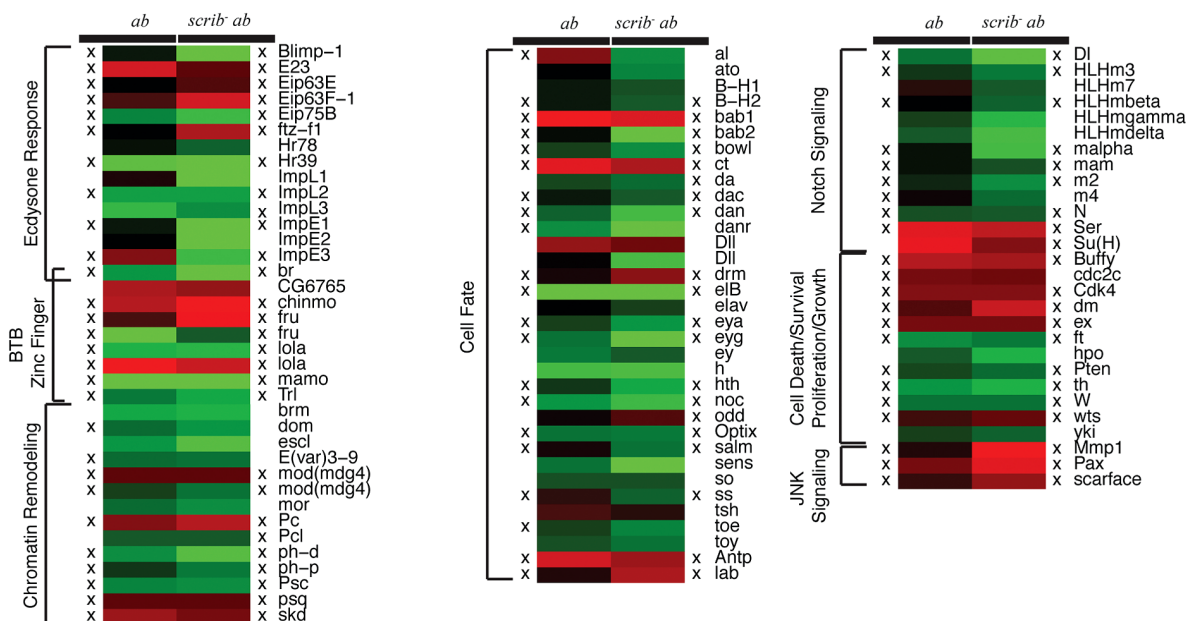 ab scrib- ab
x Blimp-1 x
x E23 x
x Eip63E x
x Eip63F-1 x
x Eip75B x
x ftz-f1 x
Hr78
x Hr39 x
ImpL1
x ImpL2 x
ImpL3 x
x ImpE1 x
ImpE2
x ImpE3 x
x br x
CG6765
x chinmo x
x fru x
x fru x
x lola x
x lola x
x mamo x
x Trl x
brm
x dom
escl
x E(var)3-9
x mod(mdg4) x
x mod(mdg4) x
mor
x Pc x
Pcl x
x ph-d x
x ph-p x
x Psc x
x psq x
x skd x
Ecdysone Response
BTB
Zinc Finger
Chromatin Remodeling
ab scrib- ab
x al
ato
B-H1
x B-H2 x
x bab1 x
x bab2 x
x bowl x
x ct x
da
x dac x
x dan x
danr
Dll
Dll
x drm x
x elB x
elav
x eya x
x eyg x
ey
h
x hth x
x noc x
x odd x
x Optix x
x salm x
sens
so
x ss x
tsh
x toe
toy
x Antp x
x lab x
Cell Fate
ab scrib- ab
x Dl x
x HLHm3 x
HLHm7
x HLHmbeta x
HLHmgamma
HLHmdelta
x malpha x
x mam x
x m2 x
x m4
x N x
x Ser x
Su(H) x
x Buffy x
cdc2c
x Cdk4 x
x dm x
x ex x
x ft x
hpo
x Pten x
x th x
x W x
x wts x
yki
x Mmp1 x
x Pax x
x scarface x
Notch Signaling
Cell Death/Survival
Proliferation/Growth
JNK
Signaling